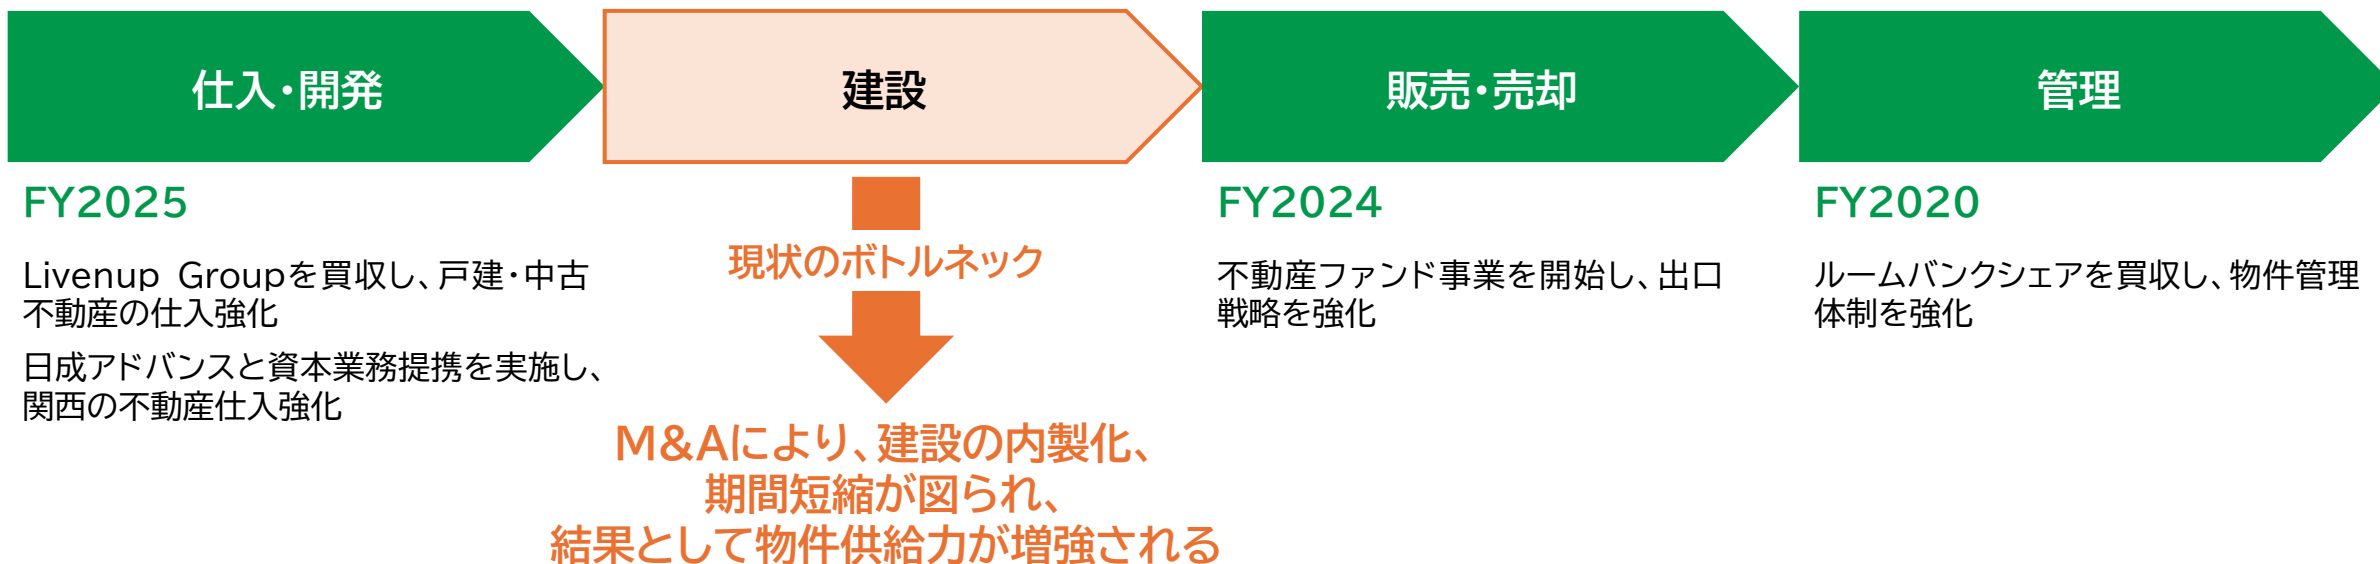 仕入・開発
建設
販売・売却
管理
FY2025
Livenup Groupを買収し、戸建・中古
不動産の仕入強化
日成アドバンスと資本業務提携を実施し、
関西の不動産仕入強化
現状のボトルネック
M&Aにより、建設の内製化、
期間短縮が図られ、
結果として物件供給力が増強される
FY2024
不動産ファンド事業を開始し、出口
戦略を強化
FY2020
ルームバンクシェアを買収し、物件管理
体制を強化